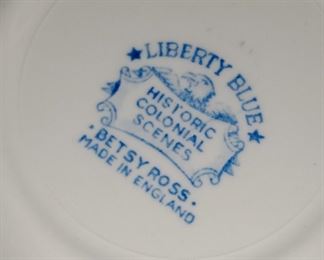 ★ LIBERTY BLUE ★
HISTORIC
COLONIAL
SCENES
· BETSY ROSS ·
MADE IN ENGLAND